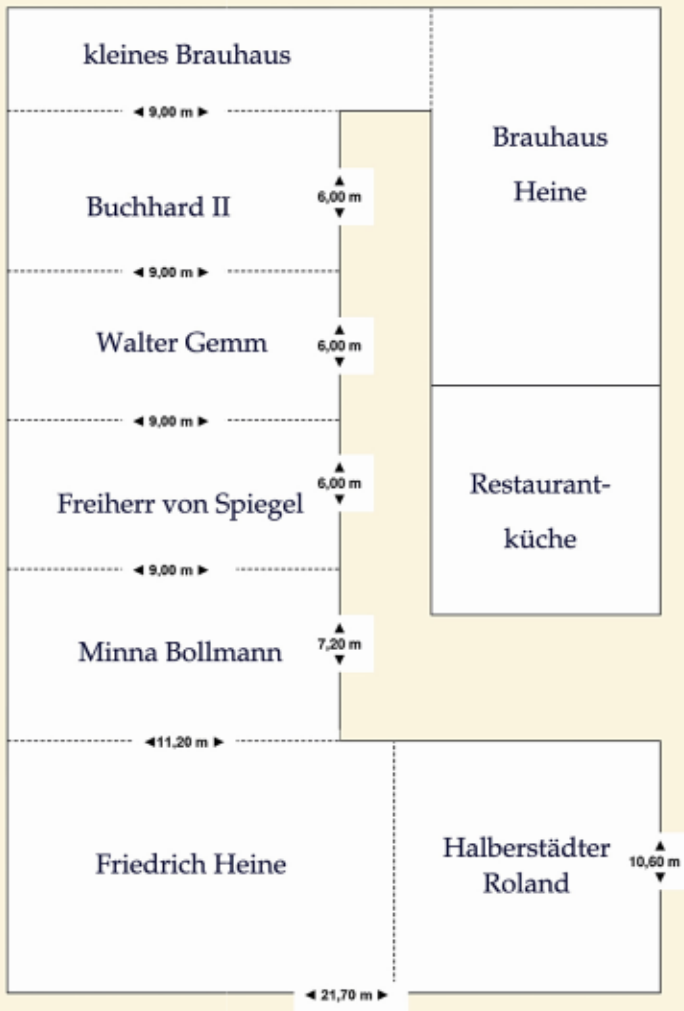 kleines Brauhaus
◄ 9,00 m ►
Brauhaus
Heine
6,00 m
Buchhard II
◄ 9,00 m ►
Walter Gemm
6,00 m
◄ 9,00 m ►
6,00 m
Freiherr von Spiegel
Restaurant-
küche
◄ 9,00 m ►
Minna Bollmann
7,20 m
◄11,20 m ►
Friedrich Heine
Halberstädter
Roland
10,60 m
◄ 21,70 m ►